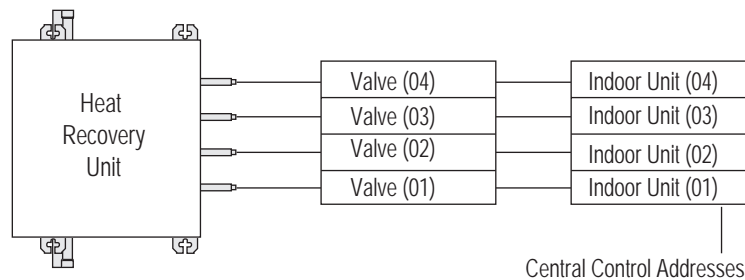 Heat
Recovery
Unit
Valve (04)
Indoor Unit (04)
Valve (03)
Indoor Unit (03)
Valve (02)
Indoor Unit (02)
Valve (01)
Indoor Unit (01)
Central Control Addresses